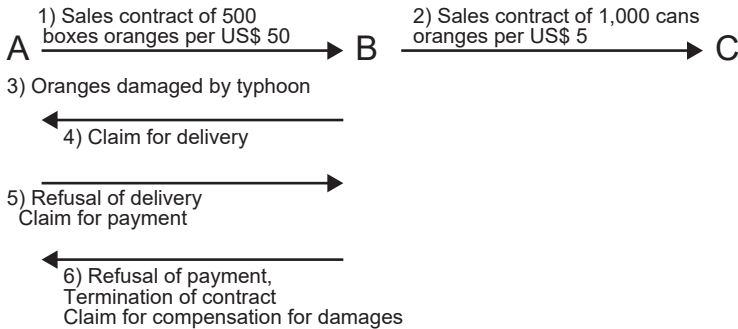 1) Sales contract of 500
boxes oranges per US$ 50
2) Sales contract of 1,000 cans
oranges per US$ 5
A
B
C
3) Oranges damaged by typhoon
4) Claim for delivery
5) Refusal of delivery
Claim for payment
6) Refusal of payment,
Termination of contract
Claim for compensation for damages